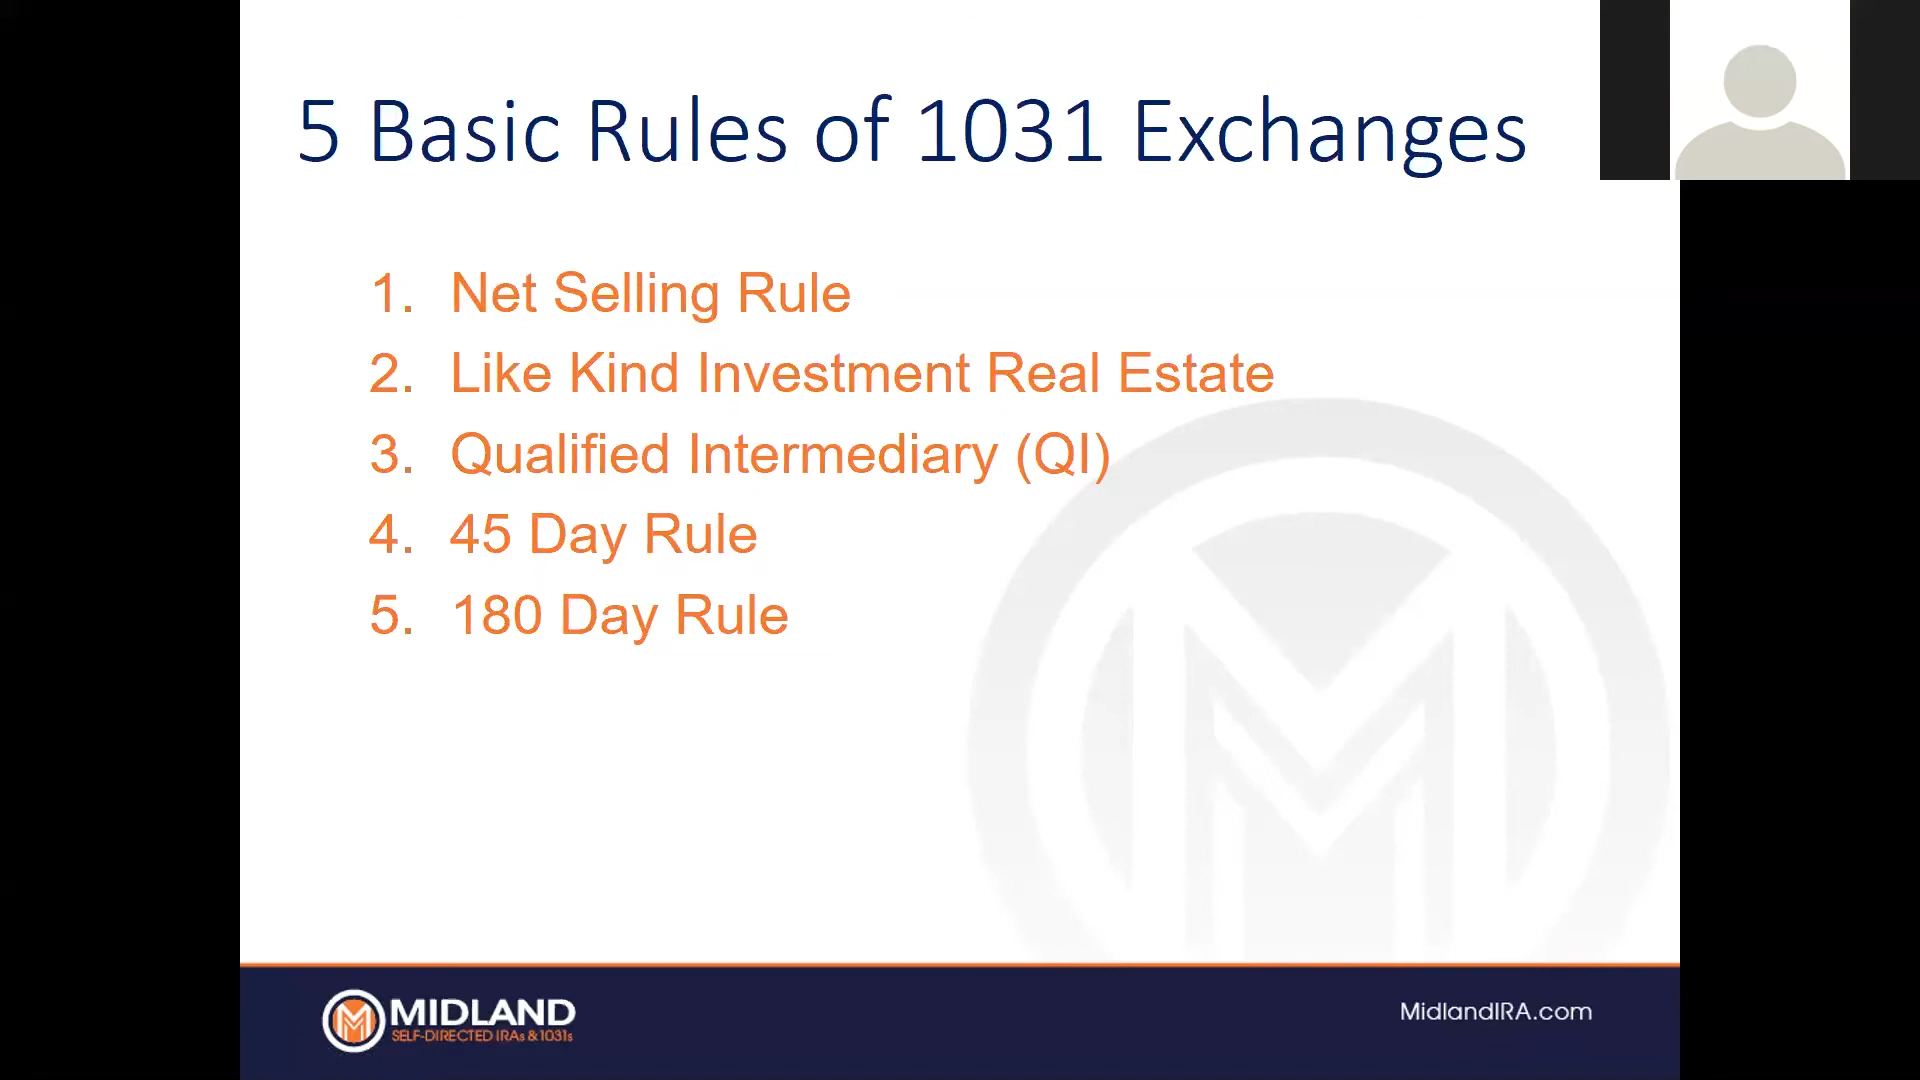 5 Basic Rules of 1031 Exchanges
1. Net Selling Rule
2. Like Kind Investment Real Estate
3. Qualified Intermediary (QI)
4. 45 Day Rule
5. 180 Day Rule
MIDLAND
SELF-DIRECTED IRAs & 1031s
MidlandIRA.com